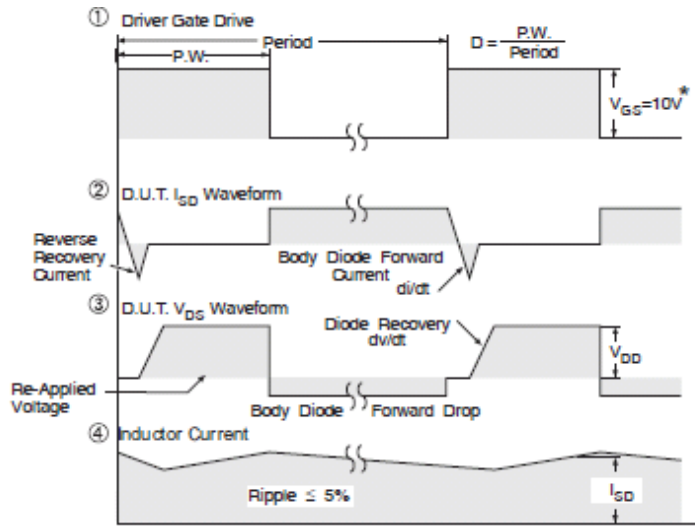 ① Driver Gate Drive
Period
P.W.
D = P.W. / Period
V_GS=10V*
② D.U.T. I_SD Waveform
Reverse
Recovery
Current
Body Diode Forward
Current
di/dt
③ D.U.T. V_DS Waveform
Diode Recovery
dv/dt
V_DD
Re-Applied
Voltage
Body Diode Forward Drop
④ Inductor Current
Ripple ≤ 5%
I_SD